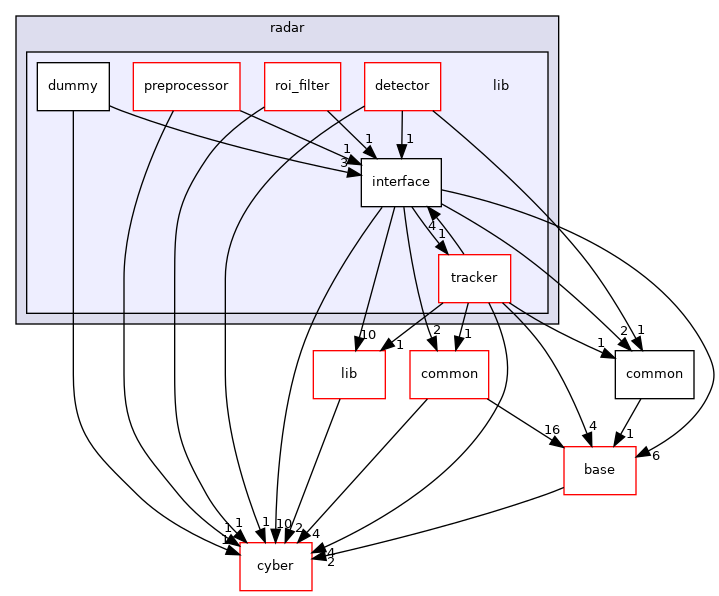 radar
dummy
preprocessor
roi_filter
detector
lib
1
1
1
3
interface
4
1
tracker
10
1
2
1
1
2
1
lib
common
common
16
4
1
6
base
1
1
1
1
10
2
4
4
2
cyber